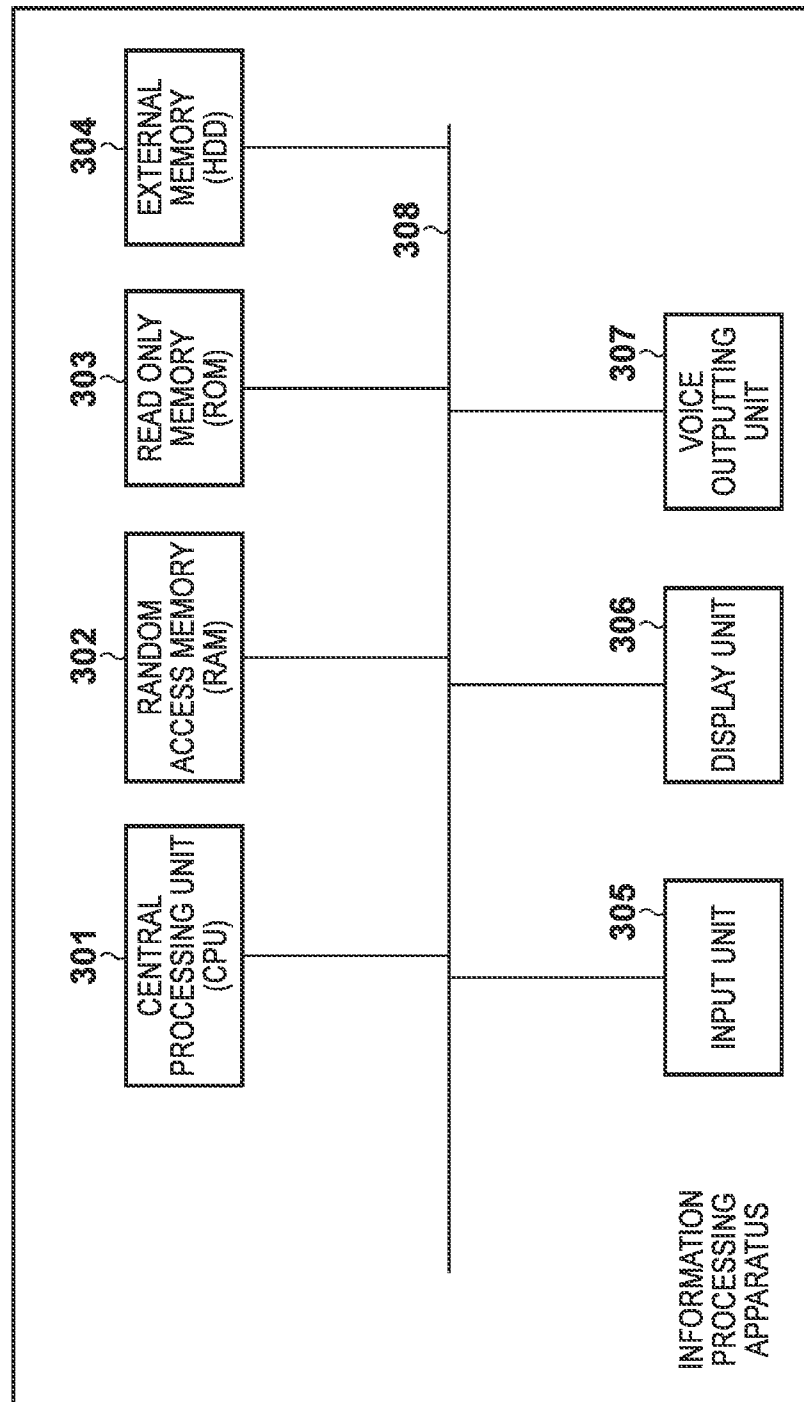 301
CENTRAL
PROCESSING UNIT
(CPU)
302
RANDOM
ACCESS MEMORY
(RAM)
303
READ ONLY
MEMORY
(ROM)
304
EXTERNAL
MEMORY
(HDD)
308
305
INPUT UNIT
306
DISPLAY UNIT
307
VOICE
OUTPUTTING
UNIT
INFORMATION
PROCESSING
APPARATUS